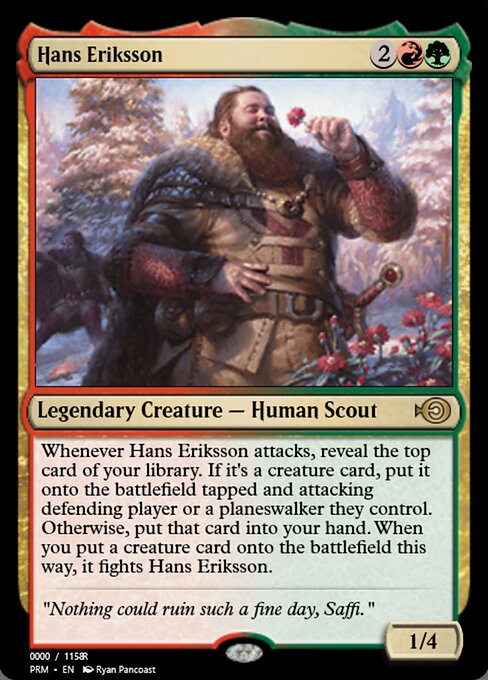 Hans Eriksson 2
Legendary Creature — Human Scout
Whenever Hans Eriksson attacks, reveal the top
card of your library. If it's a creature card, put it
onto the battlefield tapped and attacking
defending player or a planeswalker they control.
Otherwise, put that card into your hand. When
you put a creature card onto the battlefield this
way, it fights Hans Eriksson.
"Nothing could ruin such a fine day, Saffi."
1/4
0000 / 1158R
PRM • EN Ryan Pancoast